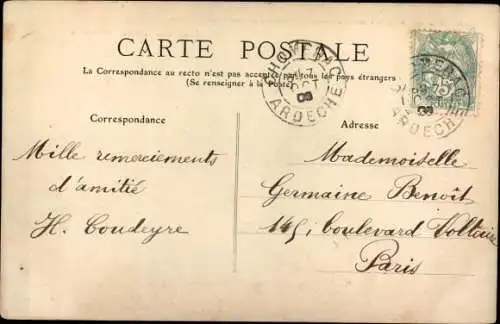 CARTE POSTALE
La Correspondance au recto n'est pas acceptée par tous les pays étrangers
(Se renseigner à la Poste)
Correspondance
Adresse
Mille remerciements
d'amitié
H. Coudeyre
Mademoiselle
Germaine Benoît
145, boulevard Voltaire
Paris
ARDECHE